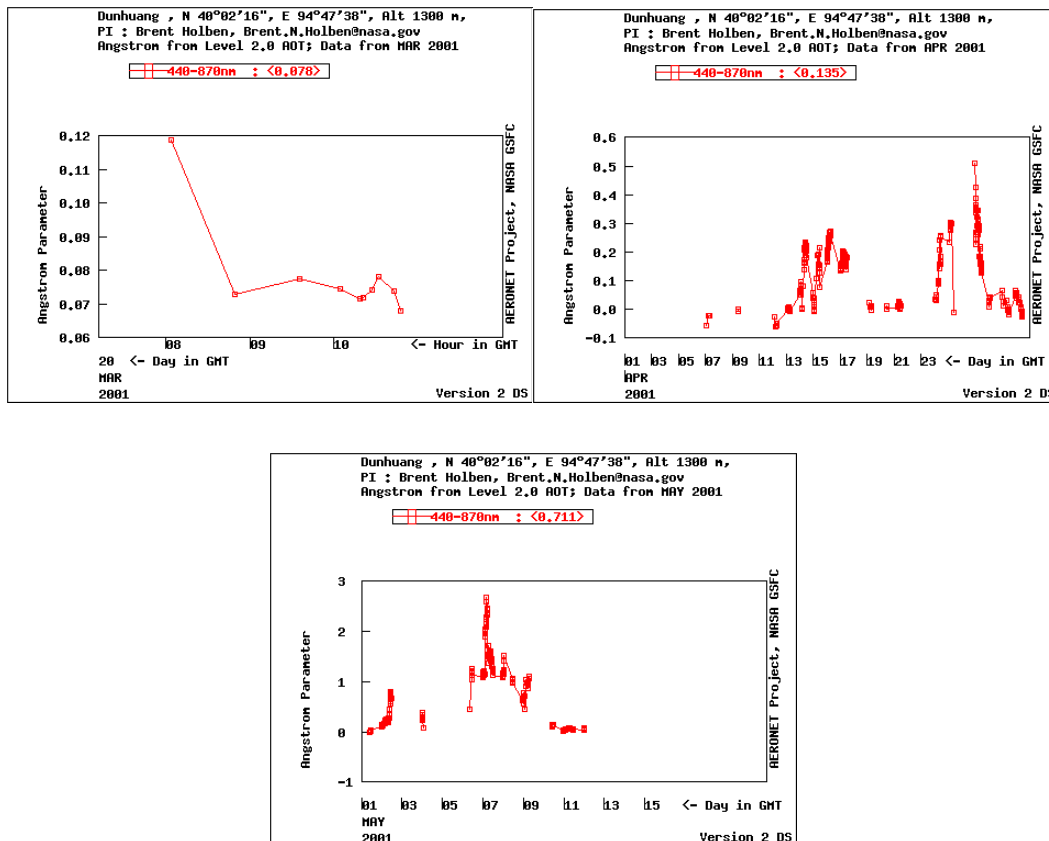 Dunhuang , N 40°02'16", E 94°47'38", Alt 1300 m,
PI : Brent Holben, Brent.N.Holben@nasa.gov
Angstrom from Level 2.0 AOT; Data from MAR 2001
440-870nm : <0.078>
0.12
0.11
0.10
0.09
0.08
0.07
0.06
Angstrom Parameter
AERONET Project, NASA GSFC
08 09 10 <- Hour in GMT
20 <- Day in GMT
MAR
2001
Version 2 DS
Dunhuang , N 40°02'16", E 94°47'38", Alt 1300 m,
PI : Brent Holben, Brent.N.Holben@nasa.gov
Angstrom from Level 2.0 AOT; Data from APR 2001
440-870nm : <0.135>
0.6
0.5
0.4
0.3
0.2
0.1
0.0
-0.1
Angstrom Parameter
AERONET Project, NASA GSFC
01 03 05 07 09 11 13 15 17 19 21 23 <- Day in GMT
APR
2001
Version 2 DS
Dunhuang , N 40°02'16", E 94°47'38", Alt 1300 m,
PI : Brent Holben, Brent.N.Holben@nasa.gov
Angstrom from Level 2.0 AOT; Data from MAY 2001
440-870nm : <0.711>
3
2
1
0
-1
Angstrom Parameter
AERONET Project, NASA GSFC
01 03 05 07 09 11 13 15 <- Day in GMT
MAY
2001
Version 2 DS